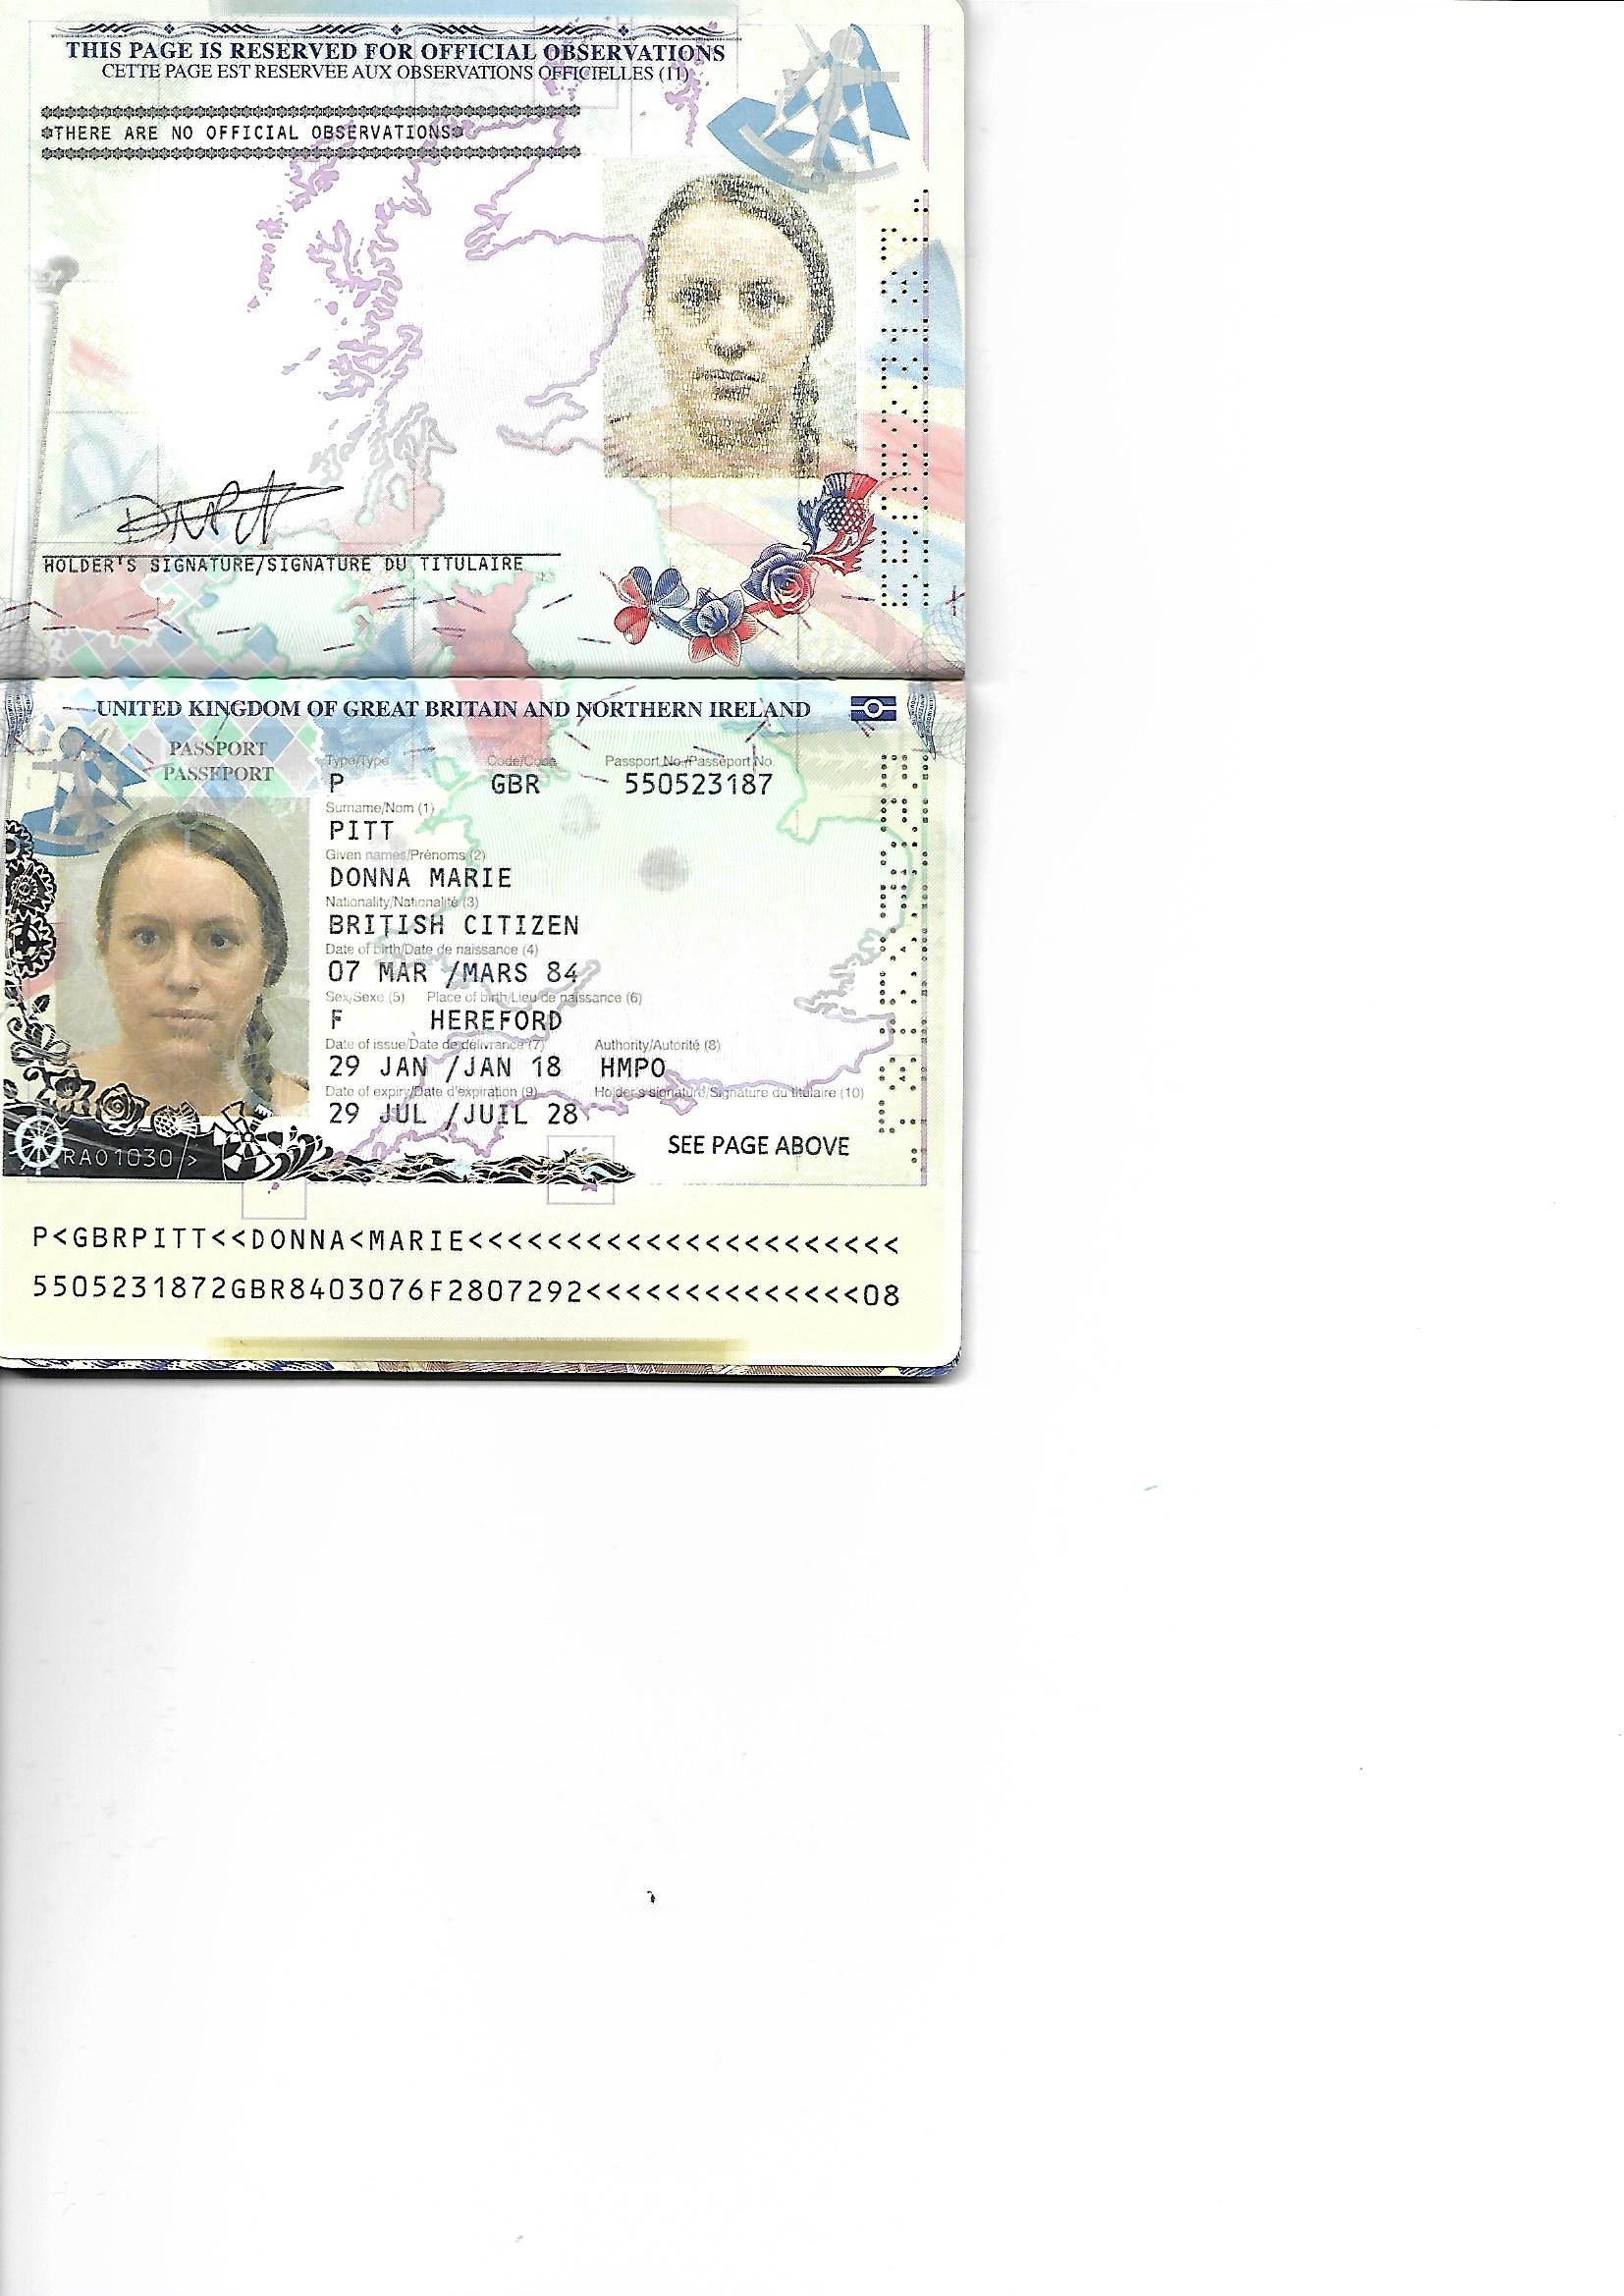 THIS PAGE IS RESERVED FOR OFFICIAL OBSERVATIONS
CETTE PAGE EST RESERVEE AUX OBSERVATIONS OFFICIELLES (11)
*THERE ARE NO OFFICIAL OBSERVATIONS*
HOLDER'S SIGNATURE/SIGNATURE DU TITULAIRE
UNITED KINGDOM OF GREAT BRITAIN AND NORTHERN IRELAND
PASSPORT
PASSEPORT
Type/Type Code/Code Passport No./Passeport No.
P GBR 550523187
Surname/Nom (1)
PITT
Given names/Prénoms (2)
DONNA MARIE
Nationality/Nationalité (3)
BRITISH CITIZEN
Date of birth/Date de naissance (4)
07 MAR /MARS 84
Sex/Sexe (5) Place of birth/Lieu de naissance (6)
F HEREFORD
Date of issue/Date de délivrance (7) Authority/Autorité (8)
29 JAN /JAN 18 HMPO
Date of expiry/Date d'expiration (9) Holder's signature/Signature du titulaire (10)
29 JUL /JUIL 28
SEE PAGE ABOVE
RA01030
P<GBRPITT<<DONNA<MARIE<<<<<<<<<<<<<<<<<<<<<<
5505231872GBR8403076F2807292<<<<<<<<<<<<<<08